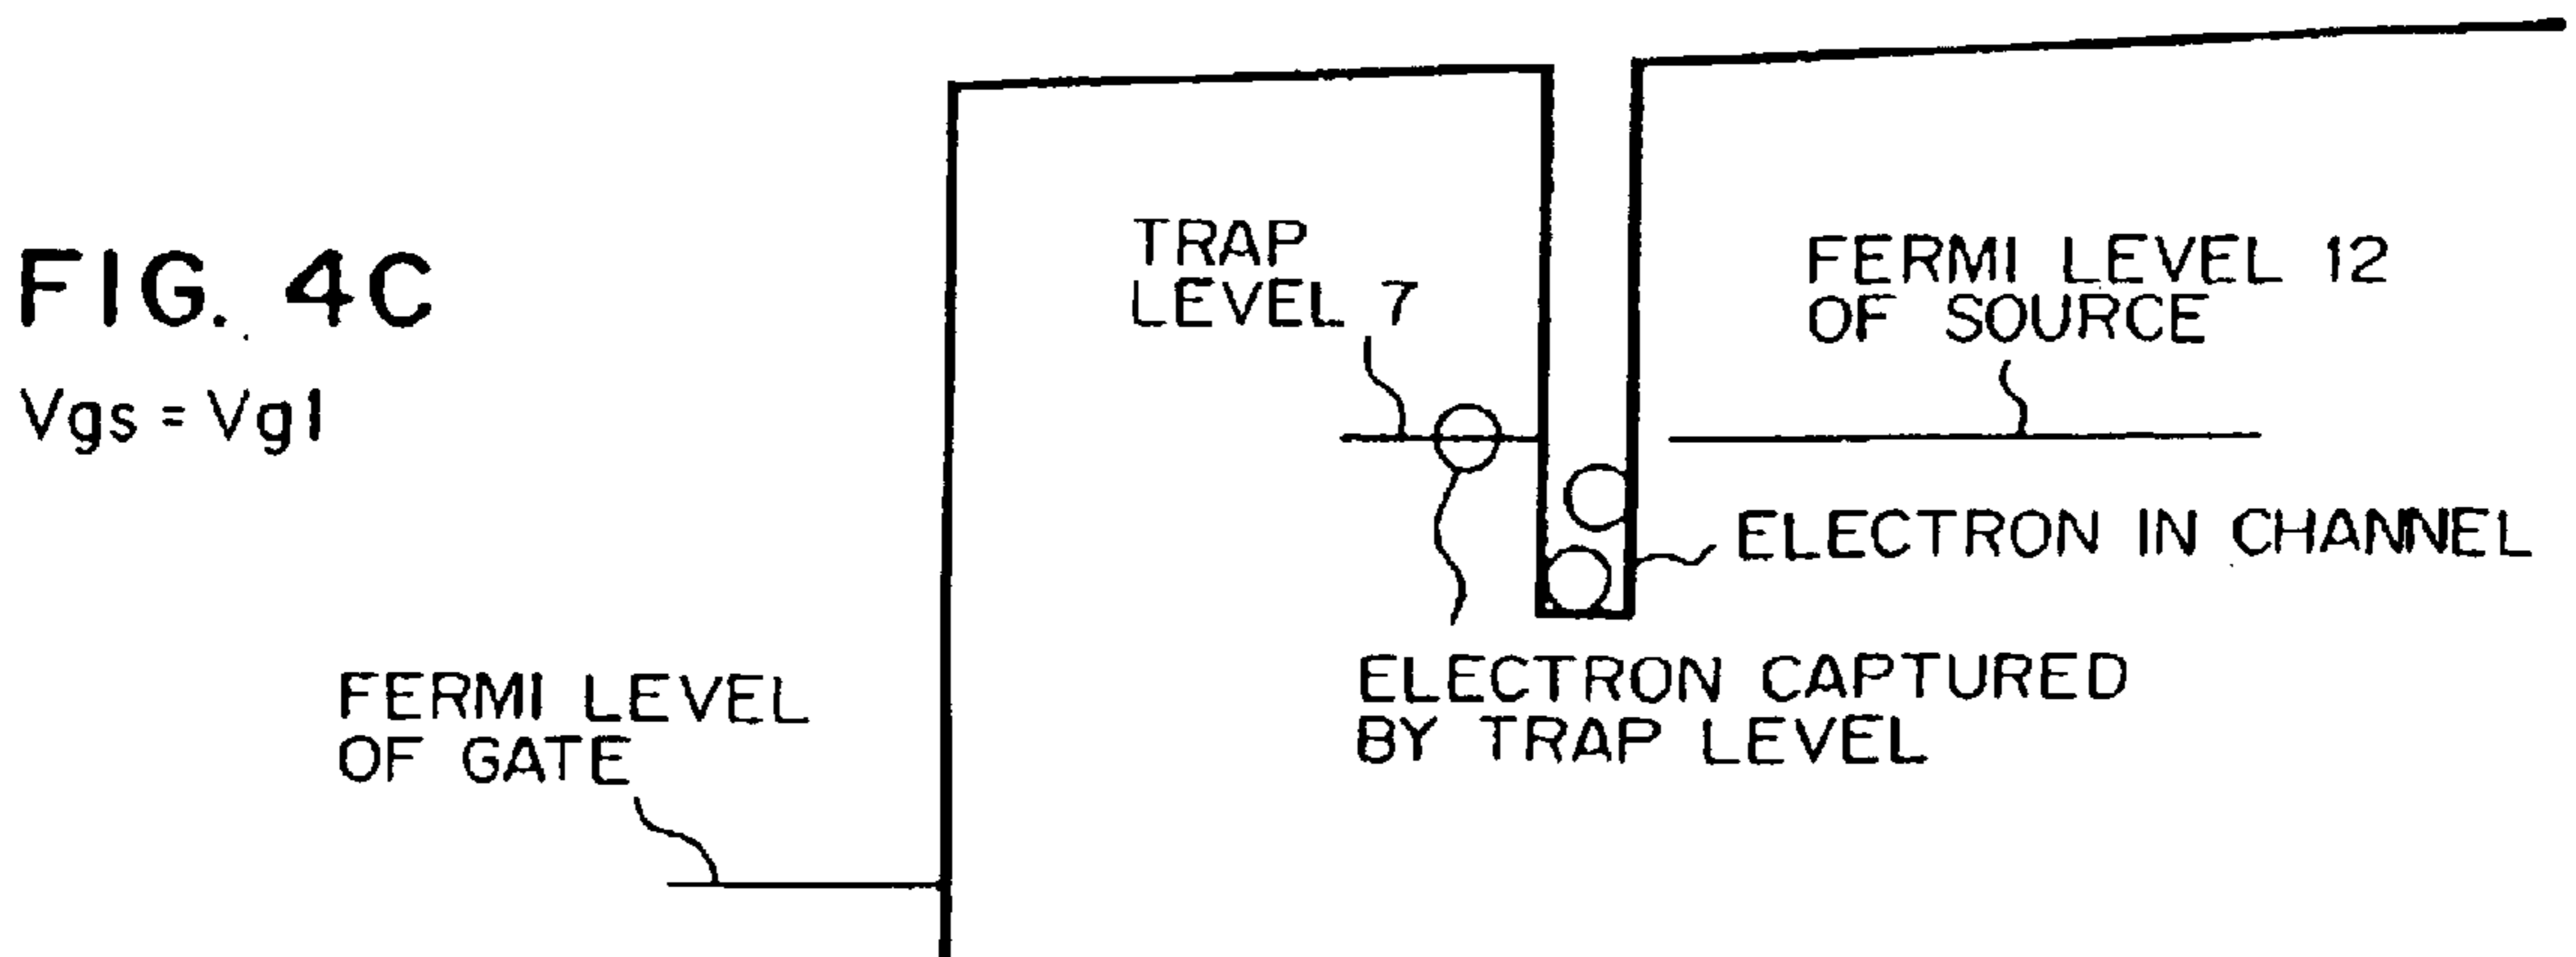 FIG. 4C
Vgs = Vg1
TRAP
LEVEL 7
FERMI LEVEL 12
OF SOURCE
ELECTRON IN CHANNEL
ELECTRON CAPTURED
BY TRAP LEVEL
FERMI LEVEL
OF GATE